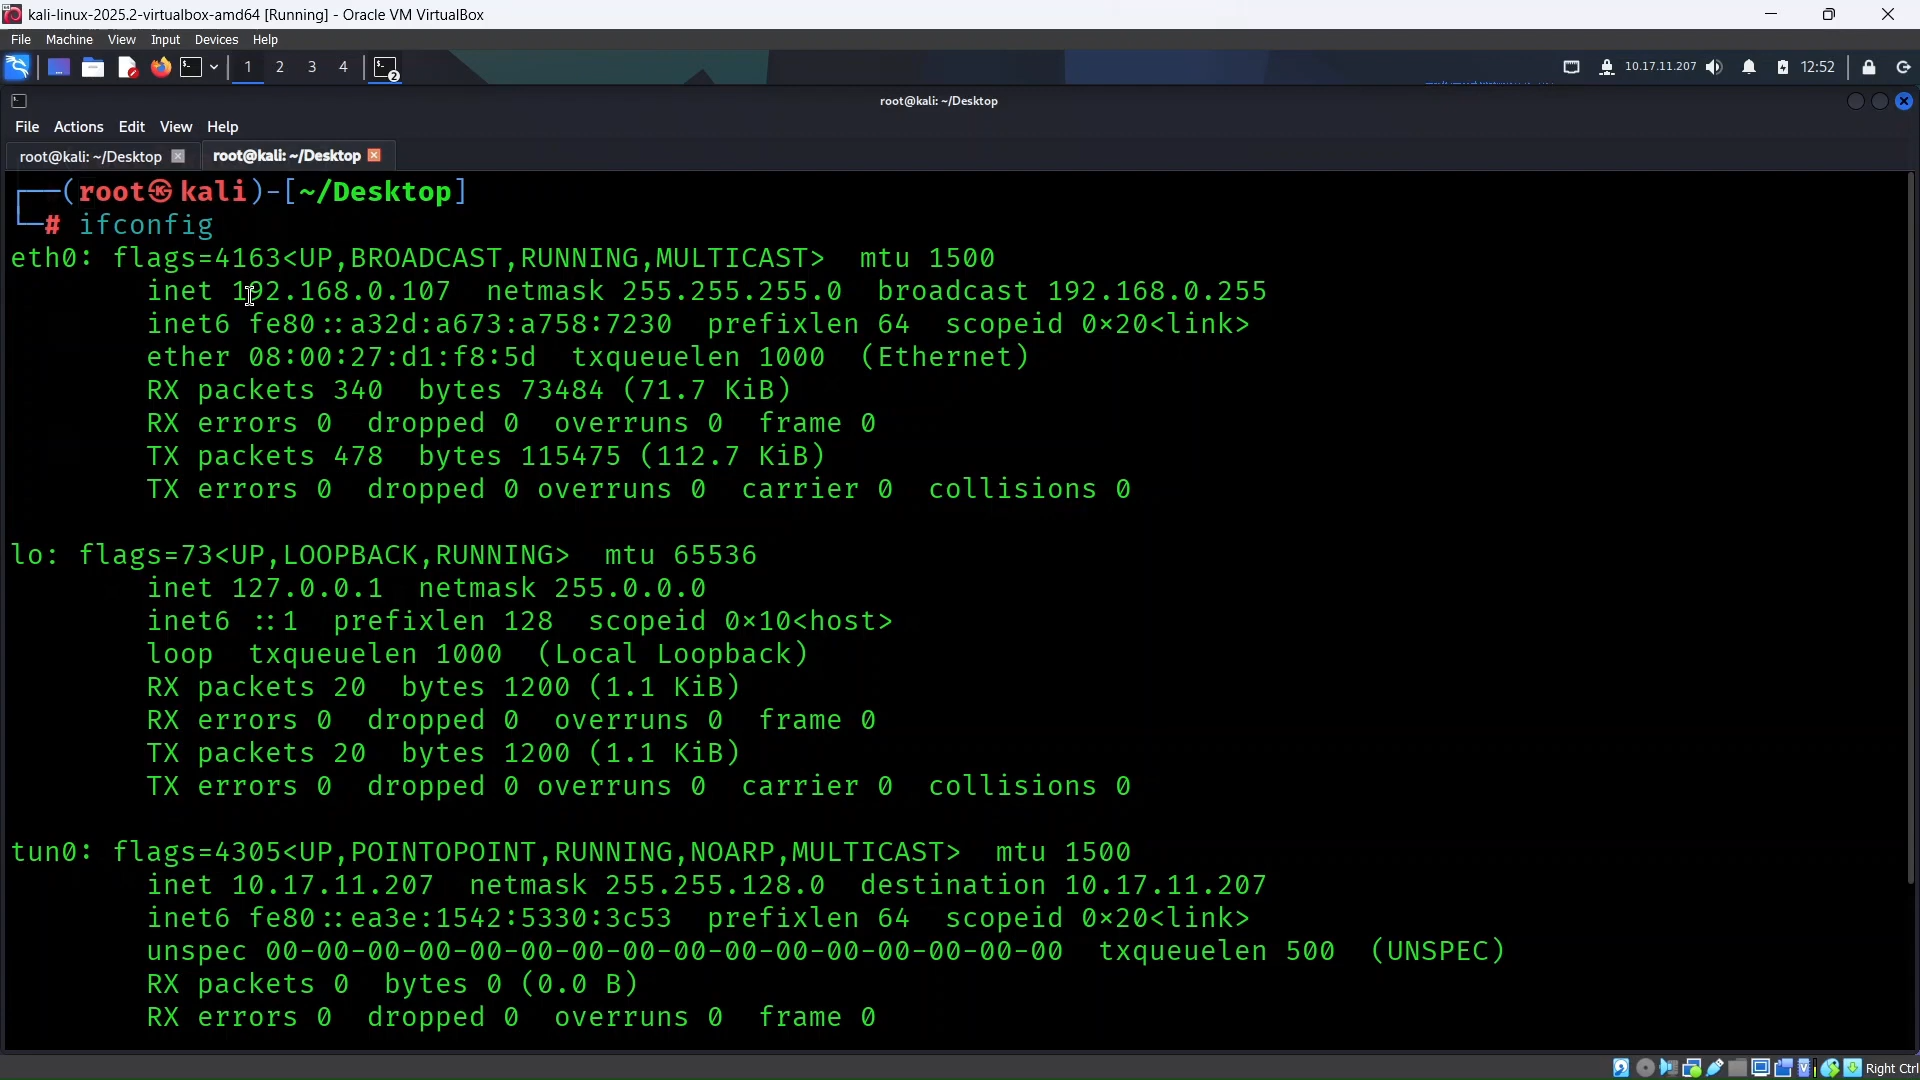 kali-linux-2025.2-virtualbox-amd64 [Running] - Oracle VM VirtualBox
File Machine View Input Devices Help
1 2 3 4 2 10.17.11.207 12:52
root@kali: ~/Desktop
File Actions Edit View Help
root@kali: ~/Desktop root@kali: ~/Desktop
┌──(root㉿kali)-[~/Desktop]
└─# ifconfig
eth0: flags=4163<UP,BROADCAST,RUNNING,MULTICAST>  mtu 1500
        inet 192.168.0.107  netmask 255.255.255.0  broadcast 192.168.0.255
        inet6 fe80::a32d:a673:a758:7230  prefixlen 64  scopeid 0×20<link>
        ether 08:00:27:d1:f8:5d  txqueuelen 1000  (Ethernet)
        RX packets 340  bytes 73484 (71.7 KiB)
        RX errors 0  dropped 0  overruns 0  frame 0
        TX packets 478  bytes 115475 (112.7 KiB)
        TX errors 0  dropped 0 overruns 0  carrier 0  collisions 0
lo: flags=73<UP,LOOPBACK,RUNNING>  mtu 65536
        inet 127.0.0.1  netmask 255.0.0.0
        inet6 ::1  prefixlen 128  scopeid 0×10<host>
        loop  txqueuelen 1000  (Local Loopback)
        RX packets 20  bytes 1200 (1.1 KiB)
        RX errors 0  dropped 0  overruns 0  frame 0
        TX packets 20  bytes 1200 (1.1 KiB)
        TX errors 0  dropped 0 overruns 0  carrier 0  collisions 0
tun0: flags=4305<UP,POINTOPOINT,RUNNING,NOARP,MULTICAST>  mtu 1500
        inet 10.17.11.207  netmask 255.255.128.0  destination 10.17.11.207
        inet6 fe80::ea3e:1542:5330:3c53  prefixlen 64  scopeid 0×20<link>
        unspec 00-00-00-00-00-00-00-00-00-00-00-00-00-00-00-00  txqueuelen 500  (UNSPEC)
        RX packets 0  bytes 0 (0.0 B)
        RX errors 0  dropped 0  overruns 0  frame 0
Right Ctrl